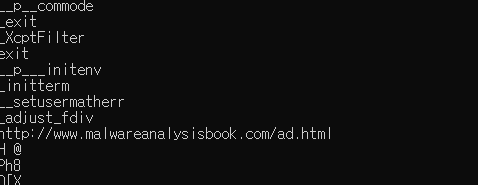 __p__commode
_exit
_XcptFilter
exit
__p___initenv
_initterm
__setusermatherr
_adjust_fdiv
http://www.malwareanalysisbook.com/ad.html
H @
Ph8